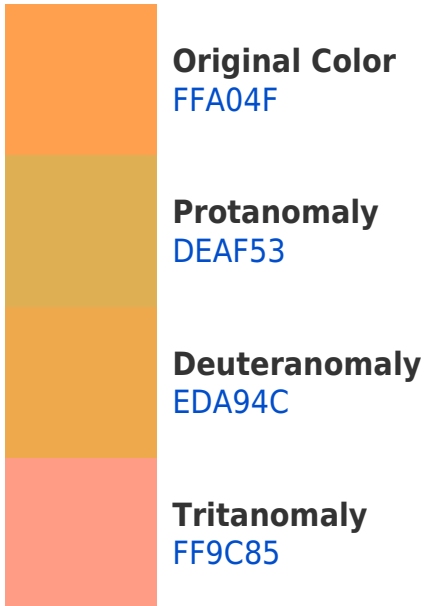 Original Color
FFA04F
Protanomaly
DEAF53
Deuteranomaly
EDA94C
Tritanomaly
FF9C85